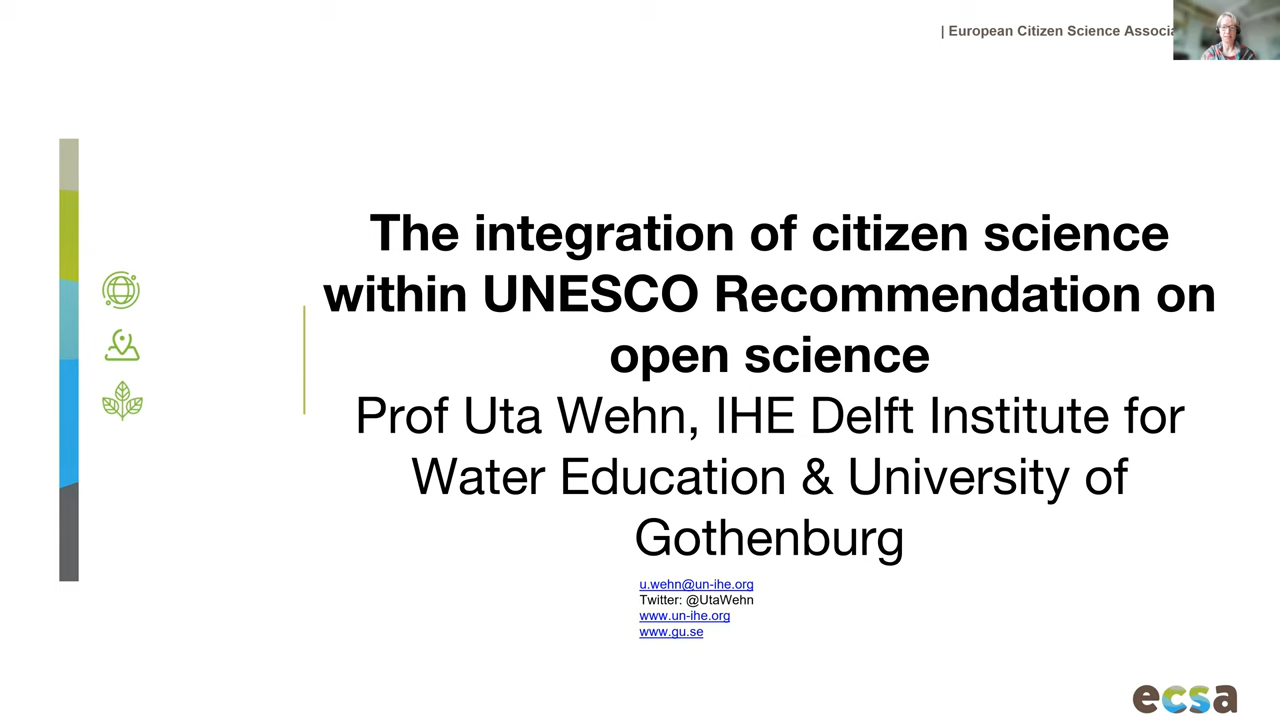 | European Citizen Science Associa
The integration of citizen science
within UNESCO Recommendation on
open science
Prof Uta Wehn, IHE Delft Institute for
Water Education & University of
Gothenburg
u.wehn@un-ihe.org
Twitter: @UtaWehn
www.un-ihe.org
www.gu.se
ecsa